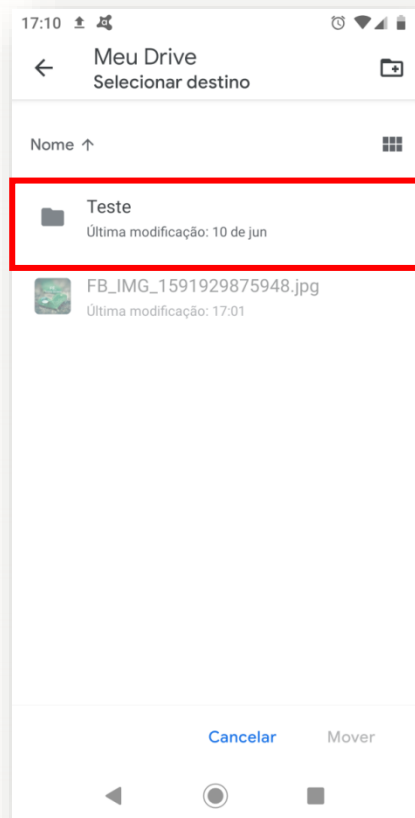 17:10
Meu Drive
Selecionar destino
Nome
Teste
Última modificação: 10 de jun
FB_IMG_1591929875948.jpg
Última modificação: 17:01
Cancelar Mover